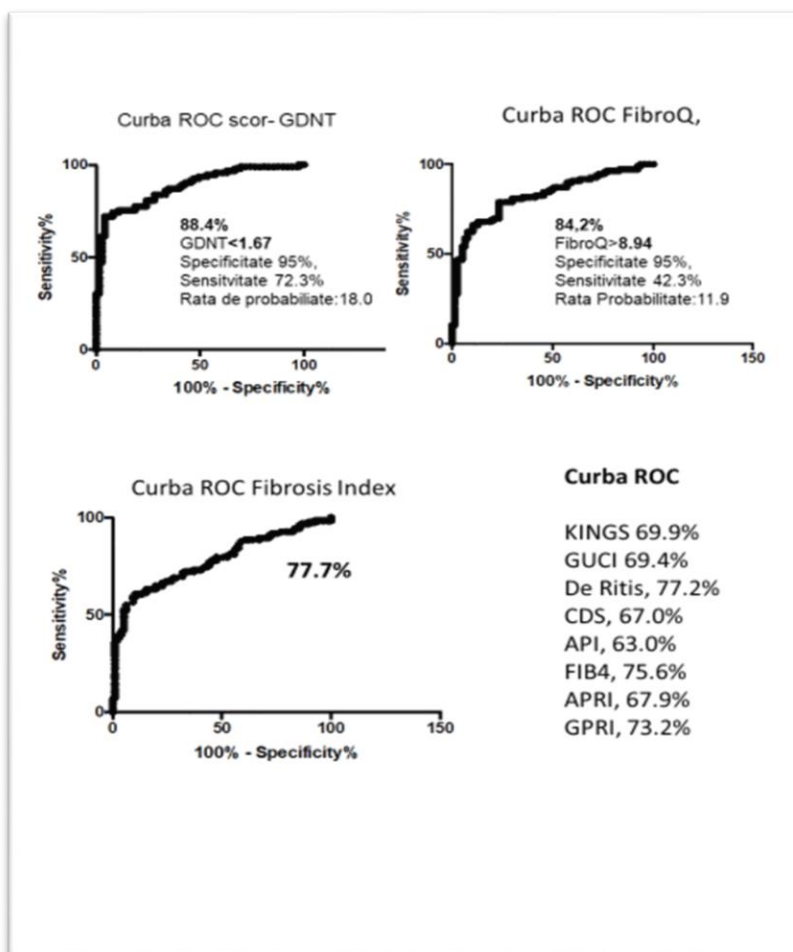 Curba ROC scor- GDNT
100
50
0
Sensitivity%
88.4%
GDNT<1.67
Specificitate 95%,
Sensitvitate 72.3%
Rata de probabiliate:18.0
0 50 100
100% - Specificity%
Curba ROC FibroQ,
100
50
0
Sensitivity%
84,2%
FibroQ>8.94
Specificitate 95%,
Sensitivitate 42.3%
Rata Probabilitate:11.9
0 50 100 150
100% - Specificity%
Curba ROC Fibrosis Index
100
50
0
Sensitivity%
77.7%
0 50 100 150
100% - Specificity%
Curba ROC
KINGS 69.9%
GUCI 69.4%
De Ritis, 77.2%
CDS, 67.0%
API, 63.0%
FIB4, 75.6%
APRI, 67.9%
GPRI, 73.2%